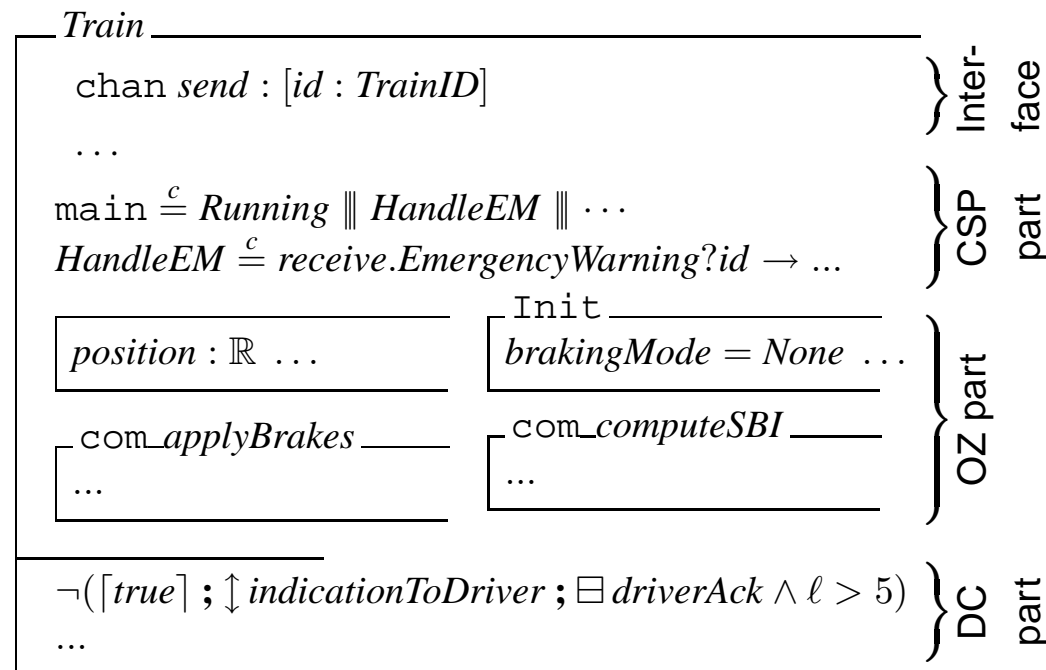 Train
chan send : [id : TrainID]
. . .
Inter-
face
main =ᶜ Running ⦀ HandleEM ⦀ · · ·
HandleEM =ᶜ receive.EmergencyWarning?id → ...
CSP
part
position : ℝ . . .
Init
brakingMode = None . . .
com_applyBrakes
...
com_computeSBI
...
OZ part
¬(⌈true⌉ ; ↕ indicationToDriver ; ⊟ driverAck ∧ ℓ > 5)
...
DC
part